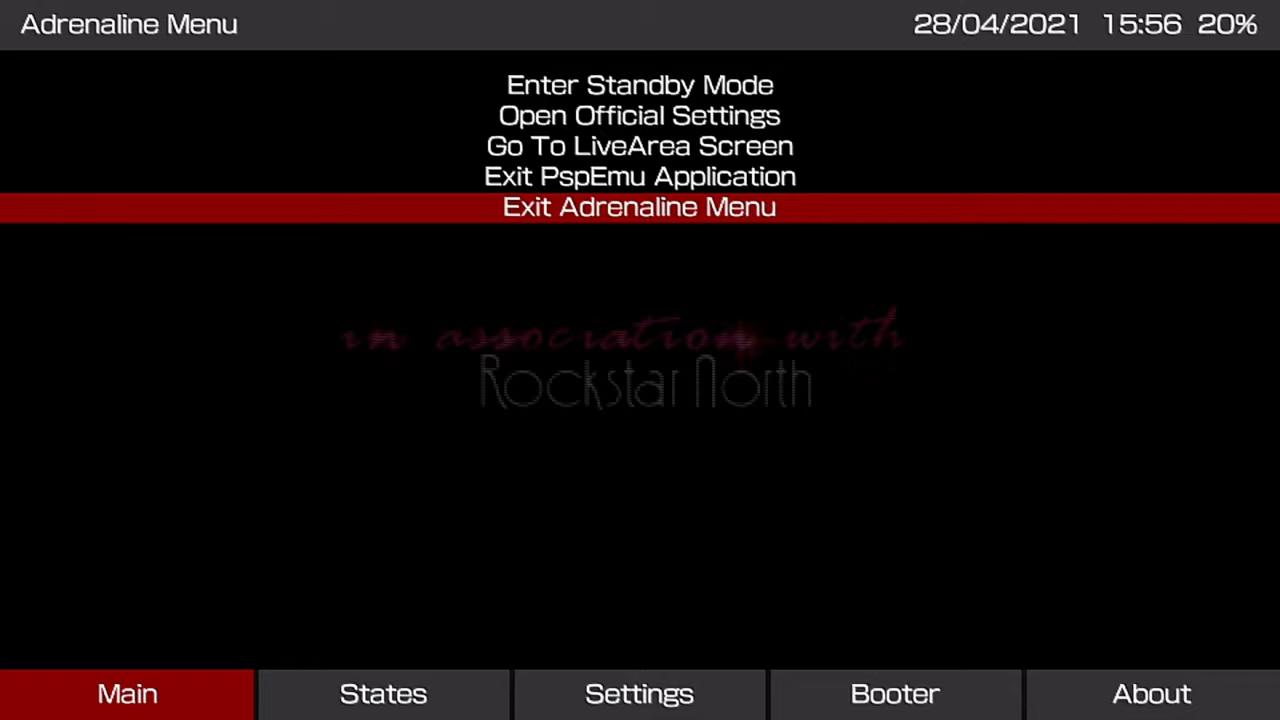 Adrenaline Menu 28/04/2021 15:56 20%
Enter Standby Mode
Open Official Settings
Go To LiveArea Screen
Exit PspEmu Application
Exit Adrenaline Menu
in association with
Rockstar North
Main States Settings Booter About